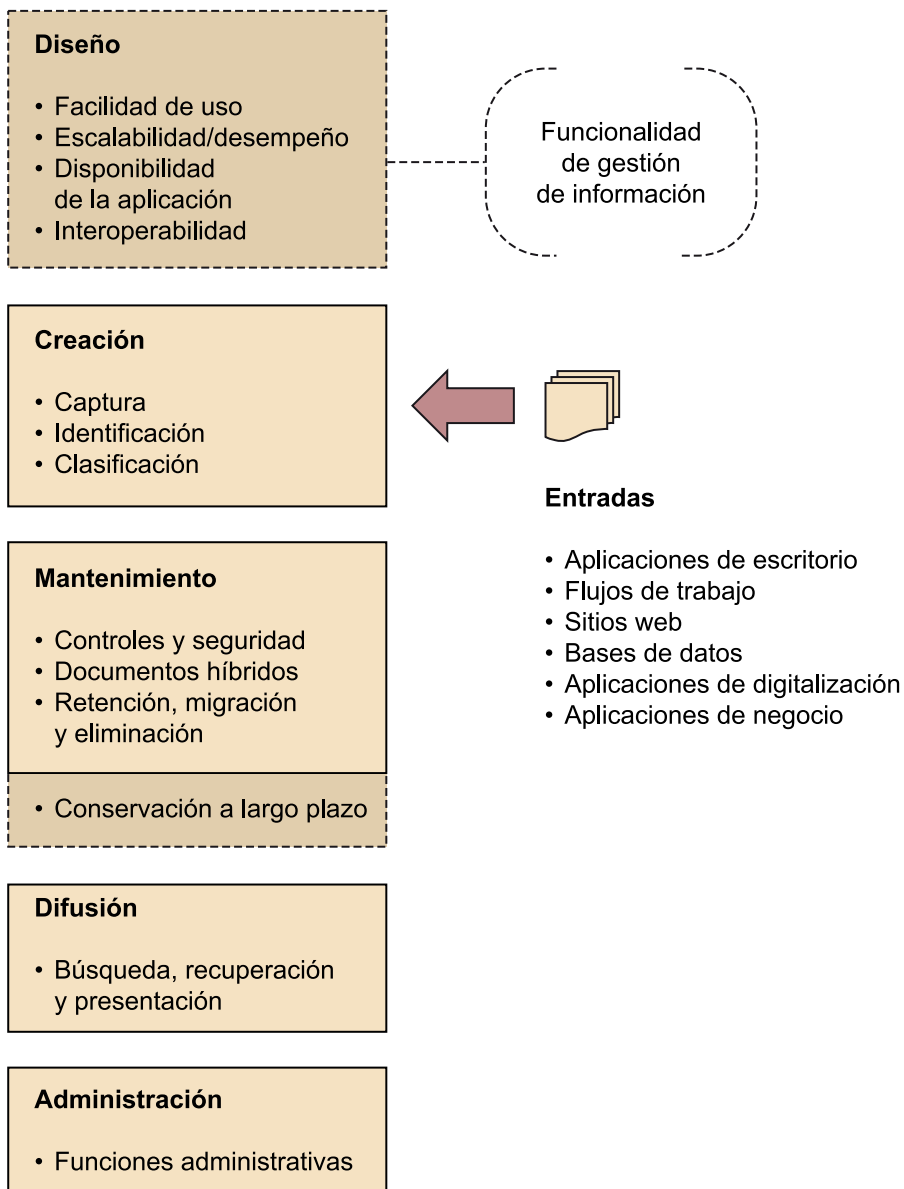 Diseño
• Facilidad de uso
• Escalabilidad/desempeño
• Disponibilidad
de la aplicación
• Interoperabilidad
Funcionalidad
de gestión
de información
Creación
• Captura
• Identificación
• Clasificación
Entradas
• Aplicaciones de escritorio
• Flujos de trabajo
• Sitios web
• Bases de datos
• Aplicaciones de digitalización
• Aplicaciones de negocio
Mantenimiento
• Controles y seguridad
• Documentos híbridos
• Retención, migración
y eliminación
• Conservación a largo plazo
Difusión
• Búsqueda, recuperación
y presentación
Administración
• Funciones administrativas